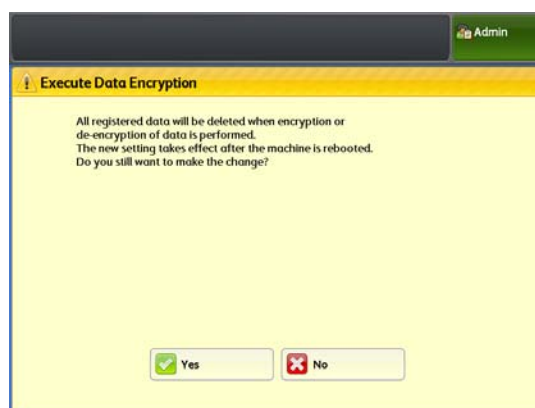 Admin
Execute Data Encryption
All registered data will be deleted when encryption or
de-encryption of data is performed.
The new setting takes effect after the machine is rebooted.
Do you still want to make the change?
Yes
No